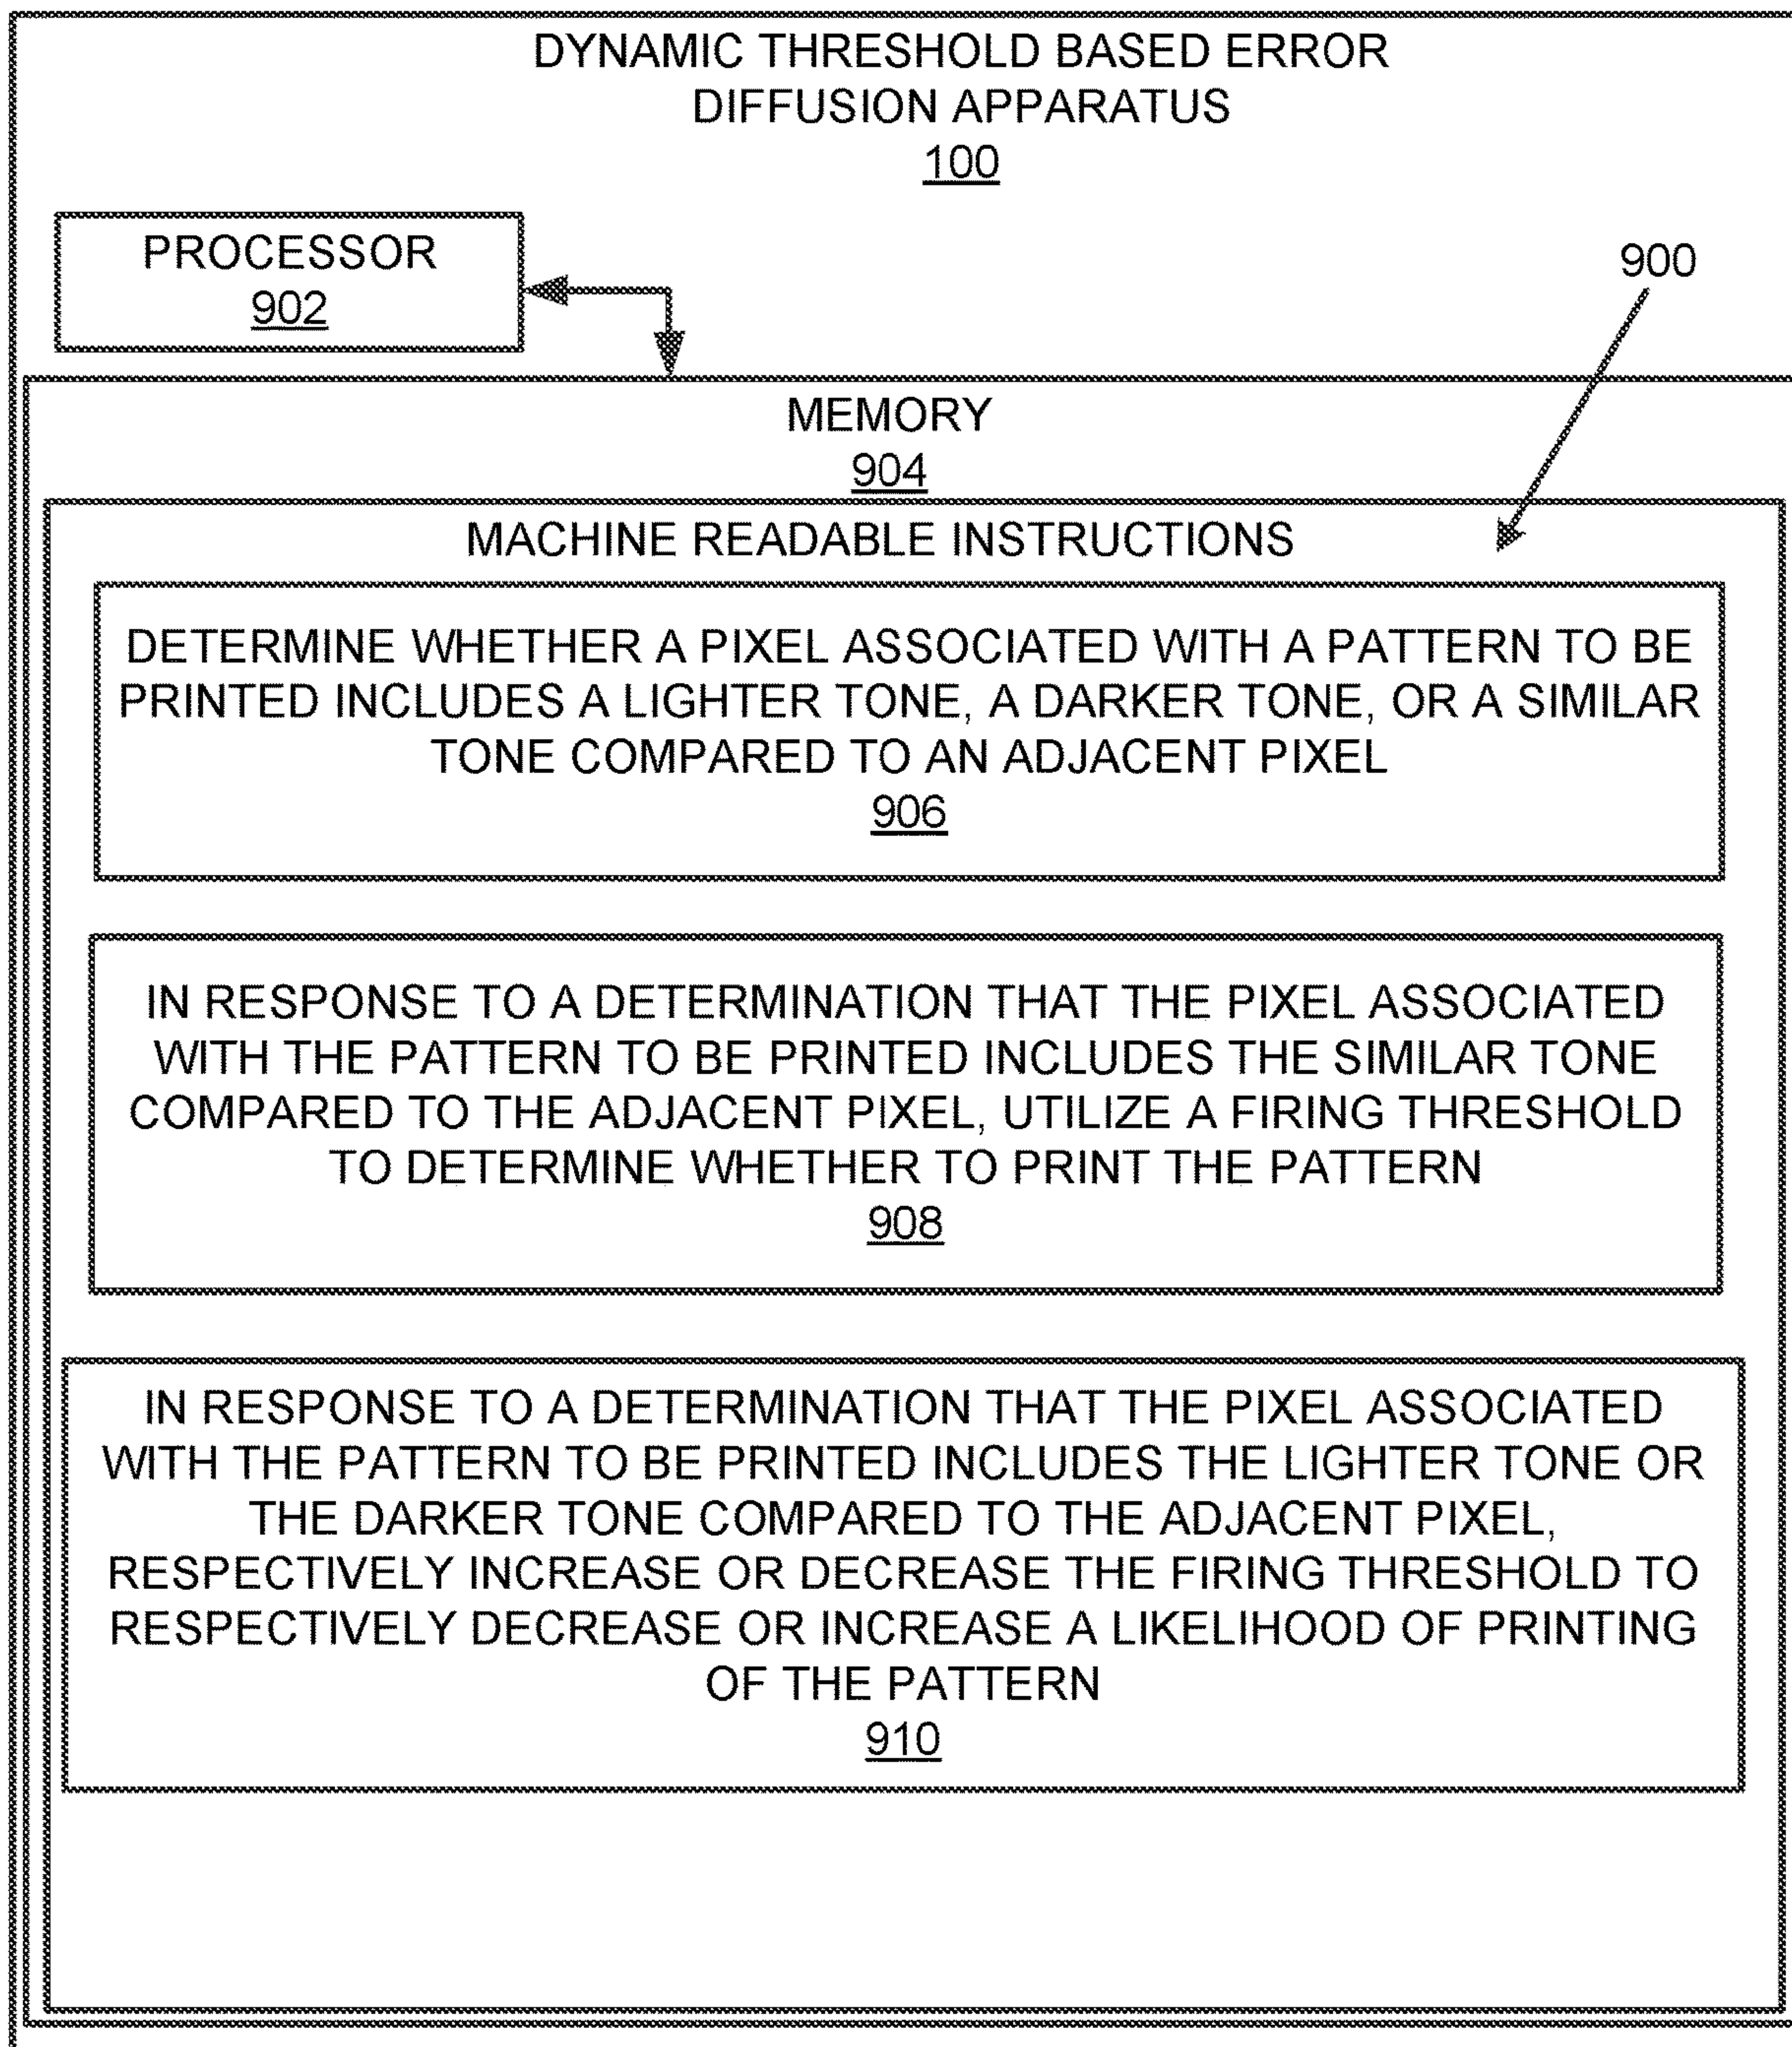 DYNAMIC THRESHOLD BASED ERROR
DIFFUSION APPARATUS
100
PROCESSOR
902
900
MEMORY
904
MACHINE READABLE INSTRUCTIONS
DETERMINE WHETHER A PIXEL ASSOCIATED WITH A PATTERN TO BE
PRINTED INCLUDES A LIGHTER TONE, A DARKER TONE, OR A SIMILAR
TONE COMPARED TO AN ADJACENT PIXEL
906
IN RESPONSE TO A DETERMINATION THAT THE PIXEL ASSOCIATED
WITH THE PATTERN TO BE PRINTED INCLUDES THE SIMILAR TONE
COMPARED TO THE ADJACENT PIXEL, UTILIZE A FIRING THRESHOLD
TO DETERMINE WHETHER TO PRINT THE PATTERN
908
IN RESPONSE TO A DETERMINATION THAT THE PIXEL ASSOCIATED
WITH THE PATTERN TO BE PRINTED INCLUDES THE LIGHTER TONE OR
THE DARKER TONE COMPARED TO THE ADJACENT PIXEL,
RESPECTIVELY INCREASE OR DECREASE THE FIRING THRESHOLD TO
RESPECTIVELY DECREASE OR INCREASE A LIKELIHOOD OF PRINTING
OF THE PATTERN
910